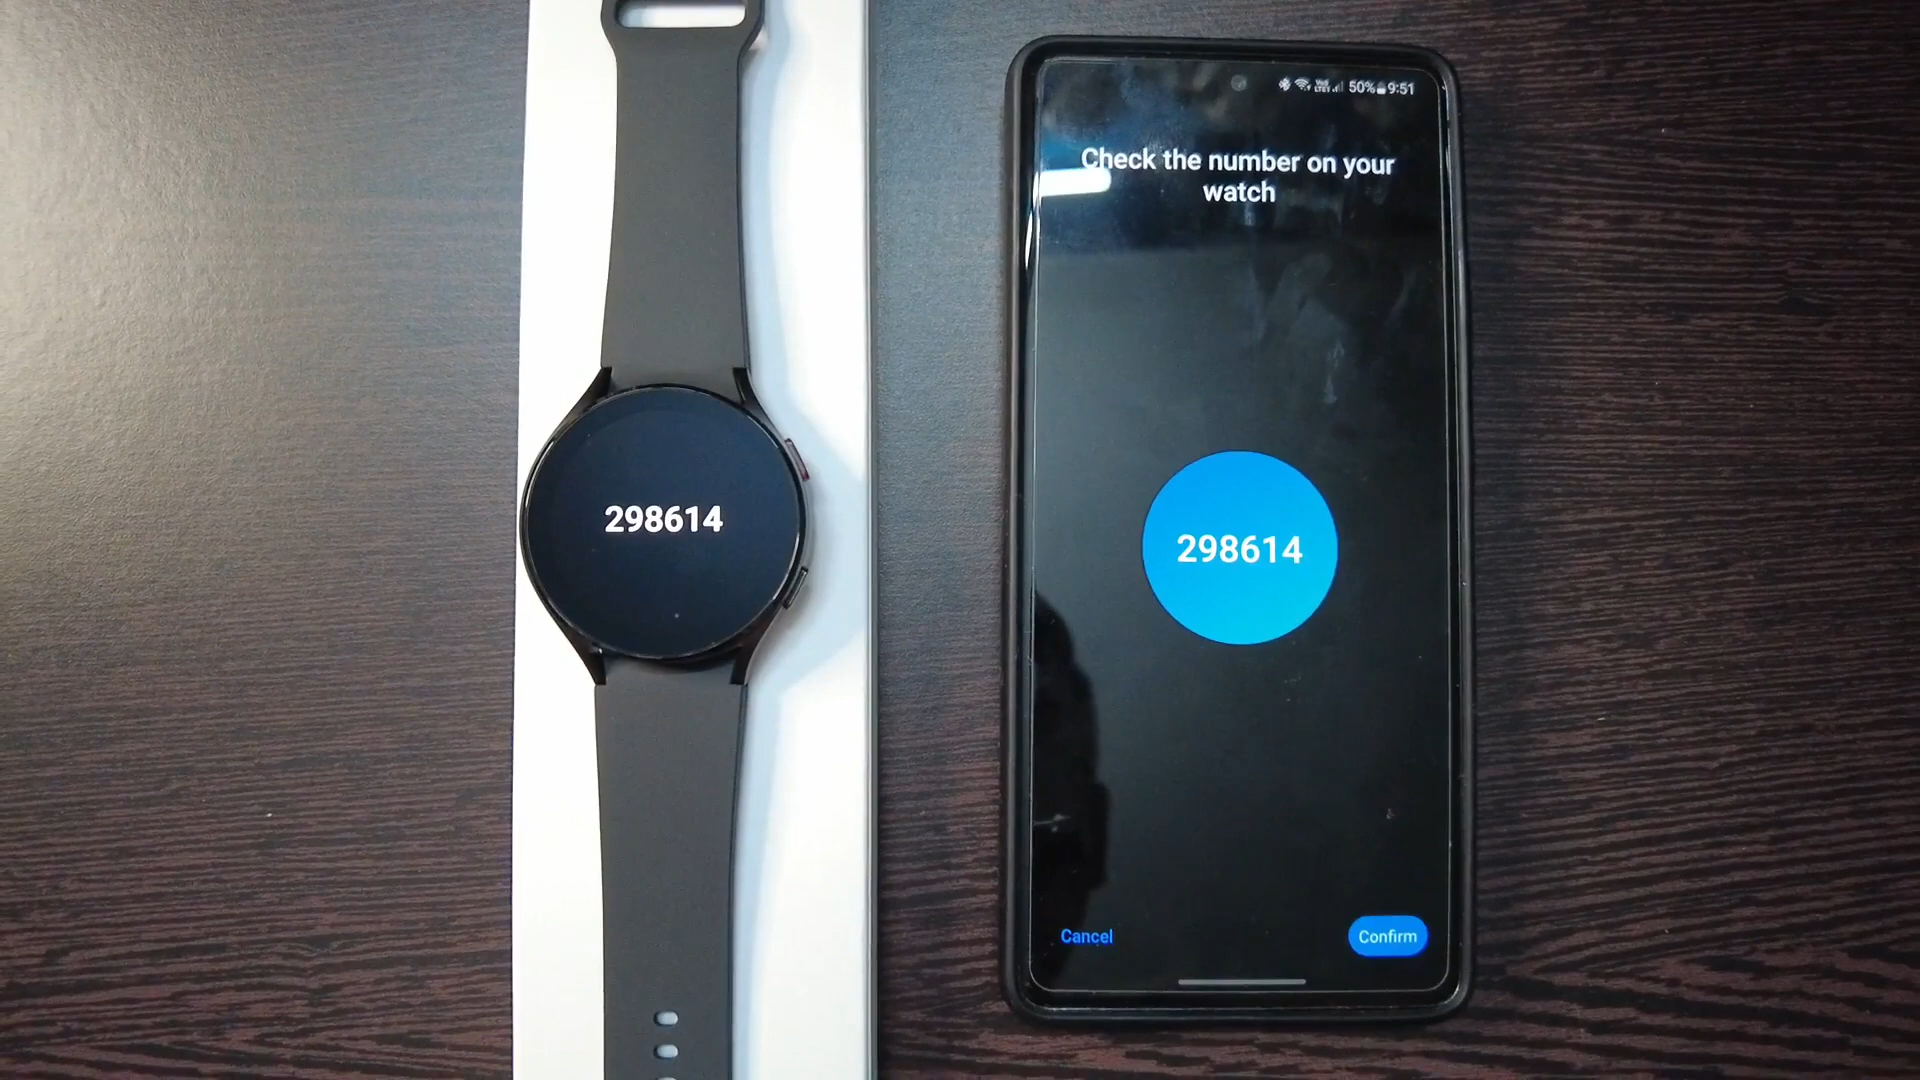 298614
50% 9:51
Check the number on your
watch
298614
Cancel
Confirm